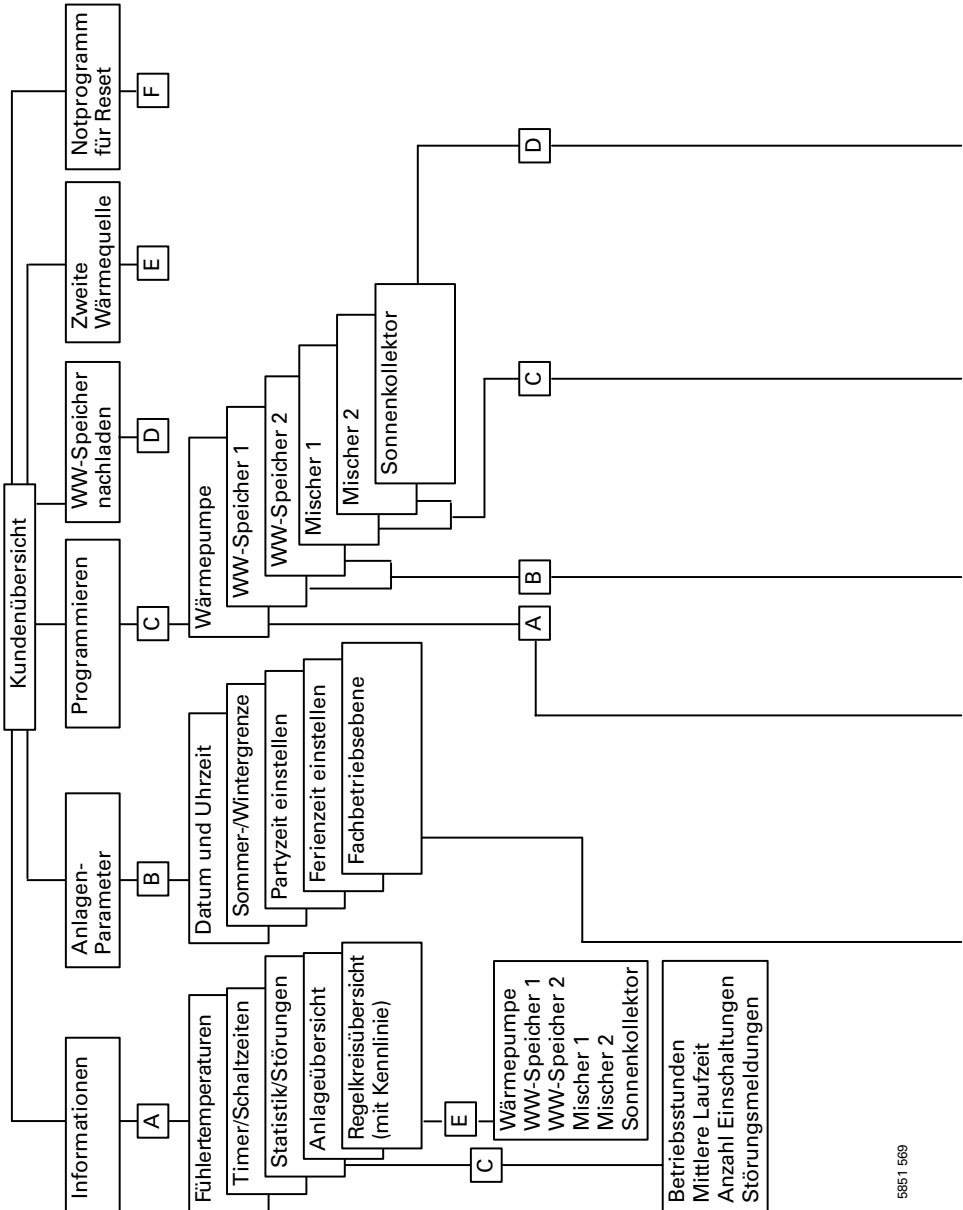 Kundenübersicht
Informationen
Anlagen-
Parameter
Programmieren
WW-Speicher
nachladen
Zweite
Wärmequelle
Notprogramm
für Reset
A
B
C
D
E
F
Fühlertemperaturen
Timer/Schaltzeiten
Statistik/Störungen
Anlageübersicht
Regelkreisübersicht
(mit Kennlinie)
Datum und Uhrzeit
Sommer-/Wintergrenze
Partyzeit einstellen
Ferienzeit einstellen
Fachbetriebsebene
Wärmepumpe
WW-Speicher 1
WW-Speicher 2
Mischer 1
Mischer 2
Sonnenkollektor
E
C
A
B
C
D
Wärmepumpe
WW-Speicher 1
WW-Speicher 2
Mischer 1
Mischer 2
Sonnenkollektor
Betriebsstunden
Mittlere Laufzeit
Anzahl Einschaltungen
Störungsmeldungen
5851 569